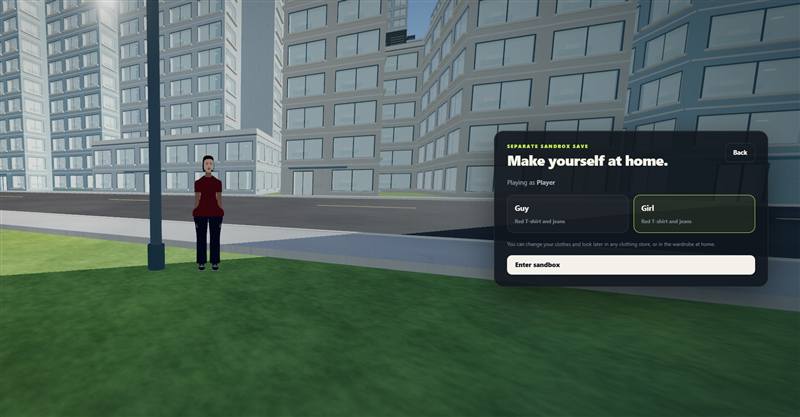 SEPARATE SANDBOX SAVE
Make yourself at home.
Back
Playing as Player
Guy
Red T-shirt and jeans
Girl
Red T-shirt and jeans
You can change your clothes and look later in any clothing store, or in the wardrobe at home.
Enter sandbox